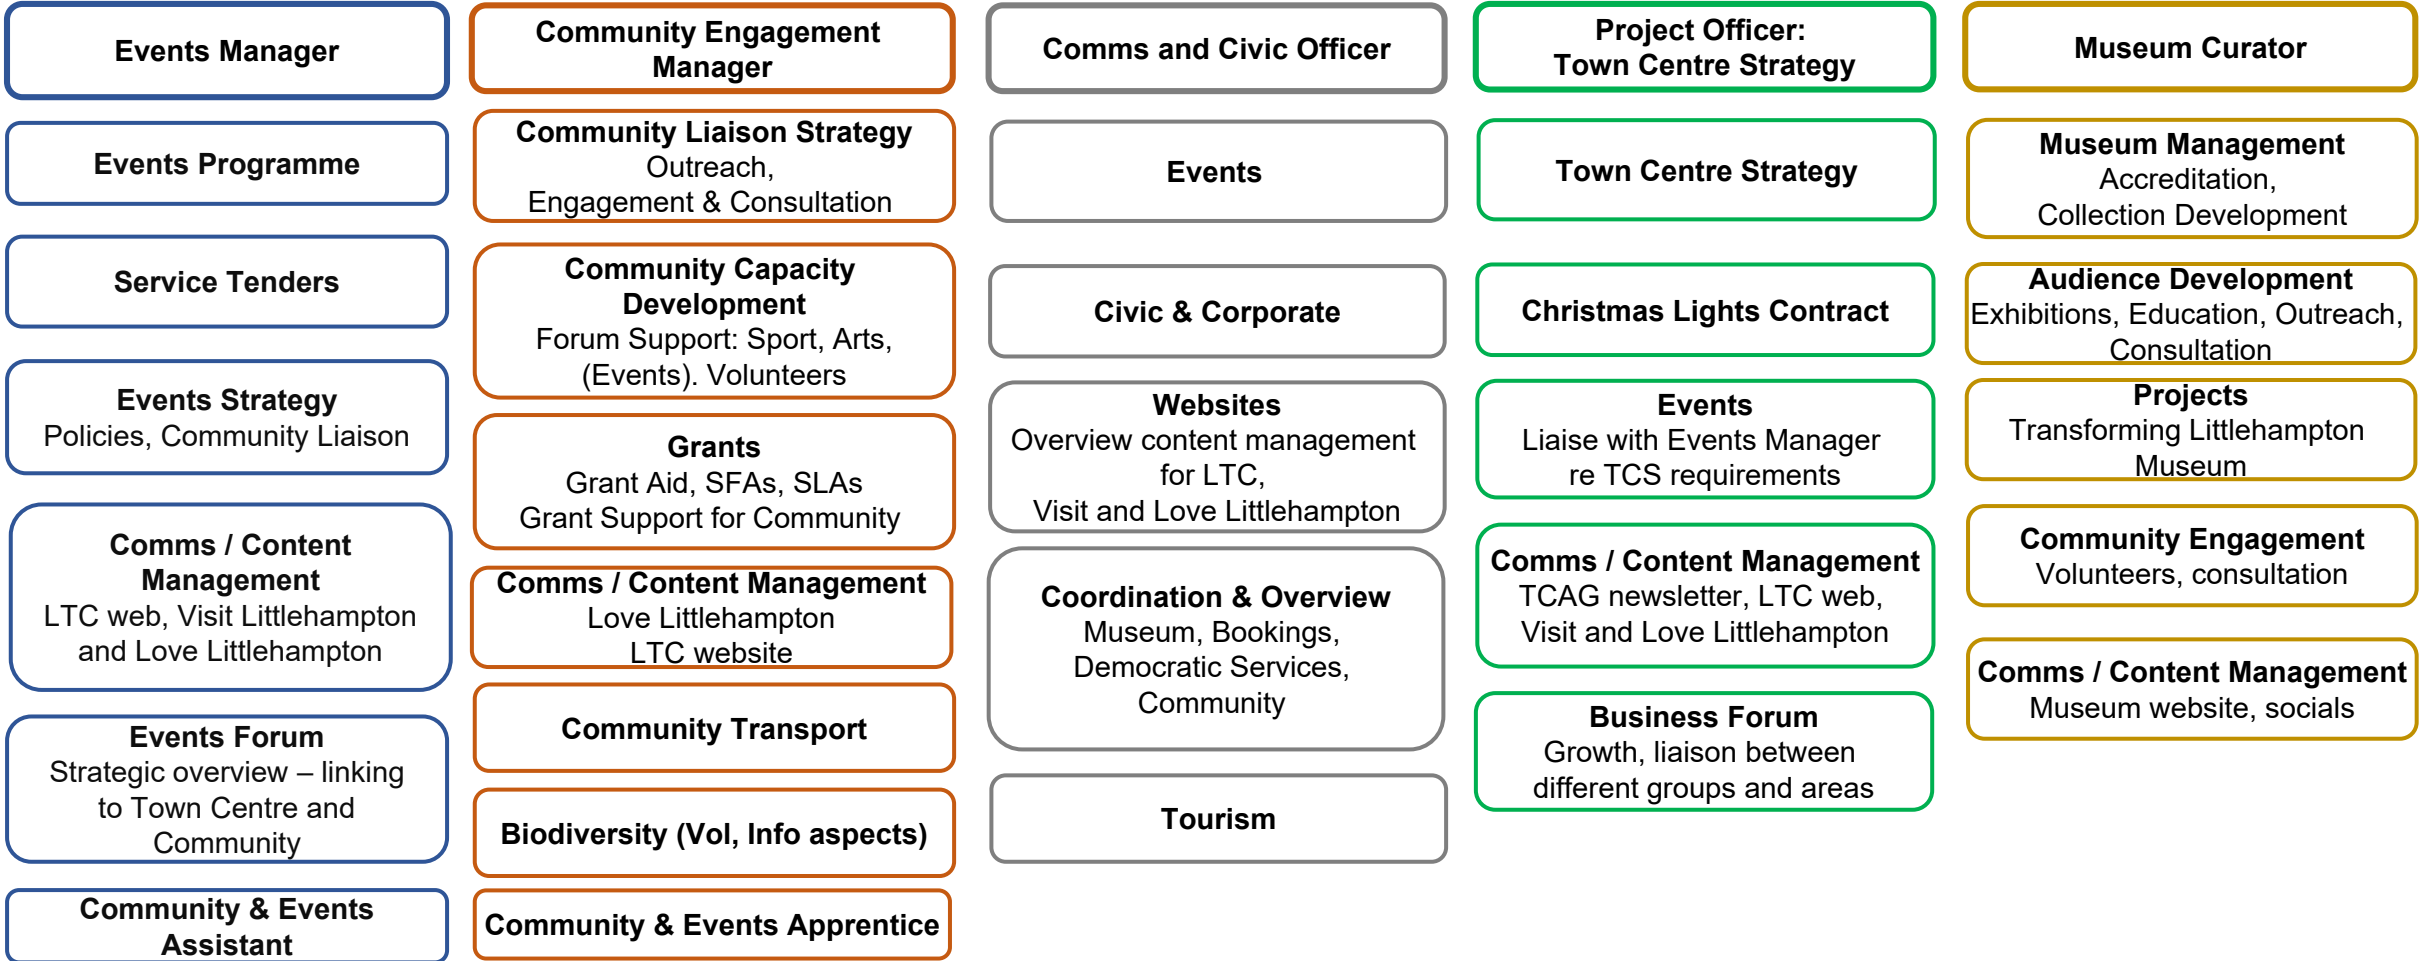 Events Manager
Events Programme
Service Tenders
Events Strategy
Policies, Community Liaison
Comms / Content
Management
LTC web, Visit Littlehampton
and Love Littlehampton
Events Forum
Strategic overview – linking
to Town Centre and
Community
Community & Events
Assistant
Community Engagement
Manager
Community Liaison Strategy
Outreach,
Engagement & Consultation
Community Capacity
Development
Forum Support: Sport, Arts,
(Events). Volunteers
Grants
Grant Aid, SFAs, SLAs
Grant Support for Community
Comms / Content Management
Love Littlehampton
LTC website
Community Transport
Biodiversity (Vol, Info aspects)
Community & Events Apprentice
Comms and Civic Officer
Events
Civic & Corporate
Websites
Overview content management
for LTC,
Visit and Love Littlehampton
Coordination & Overview
Museum, Bookings,
Democratic Services,
Community
Tourism
Project Officer:
Town Centre Strategy
Town Centre Strategy
Christmas Lights Contract
Events
Liaise with Events Manager
re TCS requirements
Comms / Content Management
TCAG newsletter, LTC web,
Visit and Love Littlehampton
Business Forum
Growth, liaison between
different groups and areas
Museum Curator
Museum Management
Accreditation,
Collection Development
Audience Development
Exhibitions, Education, Outreach,
Consultation
Projects
Transforming Littlehampton
Museum
Community Engagement
Volunteers, consultation
Comms / Content Management
Museum website, socials